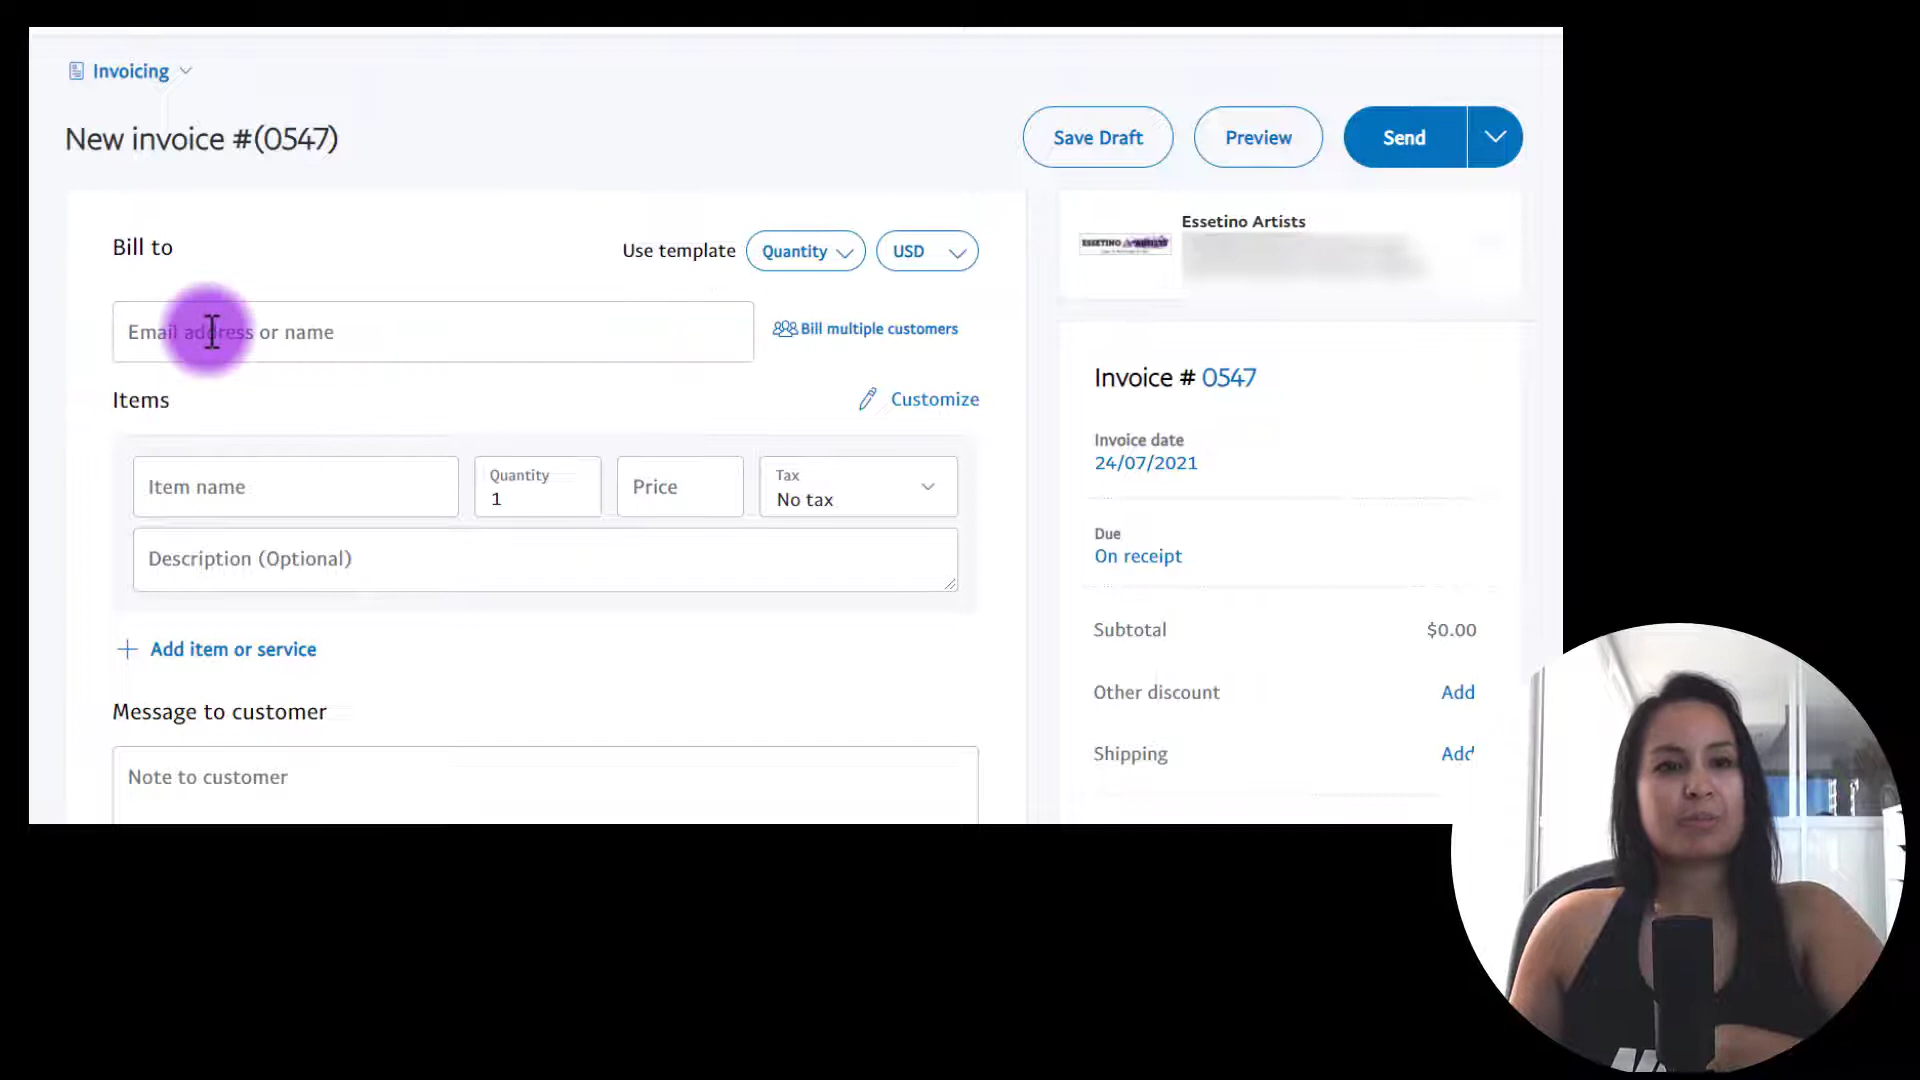 Invoicing
New invoice #(0547)
Save Draft
Preview
Send
Bill to
Use template
Quantity
USD
Email address or name
Bill multiple customers
Items
Customize
Item name
Quantity
1
Price
Tax
No tax
Description (Optional)
Add item or service
Message to customer
Note to customer
ESSETINO ARTISTS
Essetino Artists
Invoice # 0547
Invoice date
24/07/2021
Due
On receipt
Subtotal $0.00
Other discount Add
Shipping Add